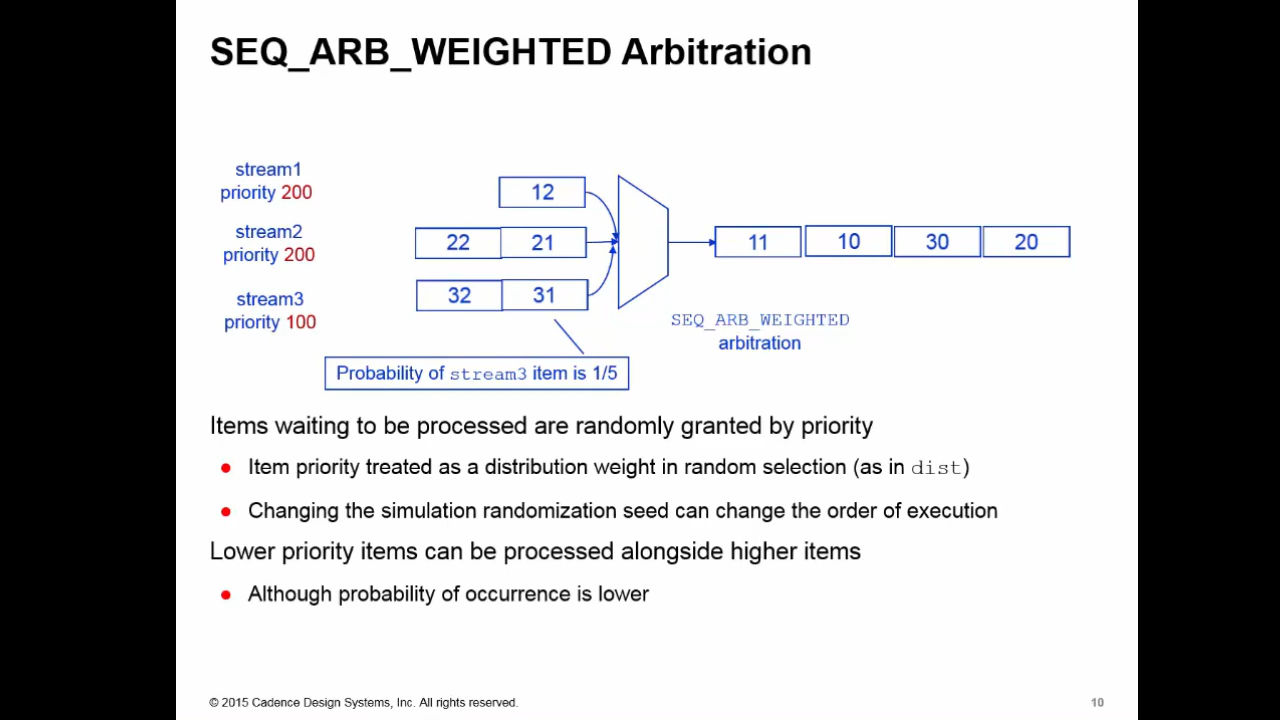 SEQ_ARB_WEIGHTED Arbitration
stream1
priority 200
12
stream2
priority 200
22 21
11 10 30 20
stream3
priority 100
32 31
SEQ_ARB_WEIGHTED
arbitration
Probability of stream3 item is 1/5
Items waiting to be processed are randomly granted by priority
Item priority treated as a distribution weight in random selection (as in dist)
Changing the simulation randomization seed can change the order of execution
Lower priority items can be processed alongside higher items
Although probability of occurrence is lower
© 2015 Cadence Design Systems, Inc. All rights reserved.
10